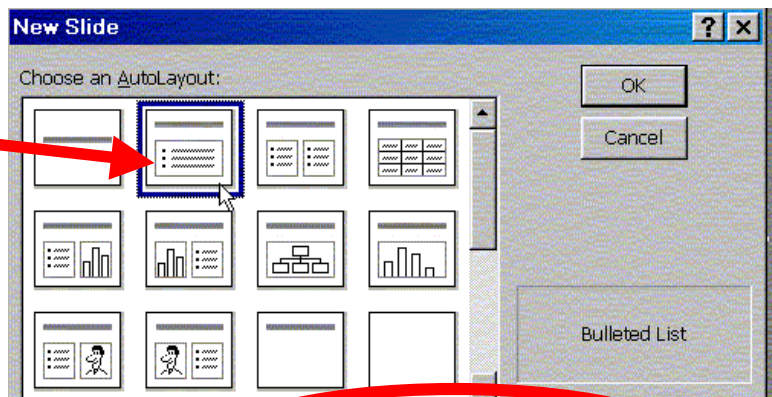 New Slide
Choose an AutoLayout:
OK
Cancel
Bulleted List